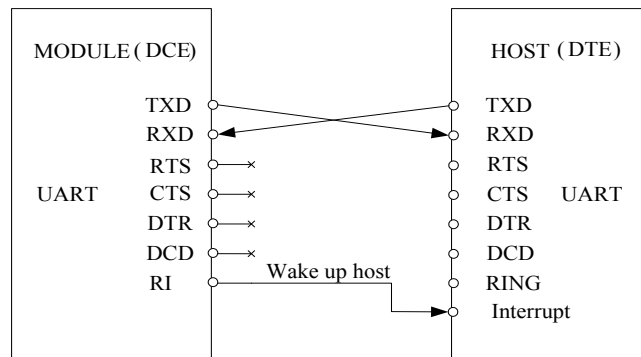 MODULE ( DCE )
TXD
RXD
RTS
CTS
DTR
DCD
RI
UART
Wake up host
HOST ( DTE )
TXD
RXD
RTS
CTS
DTR
DCD
RING
Interrupt
UART